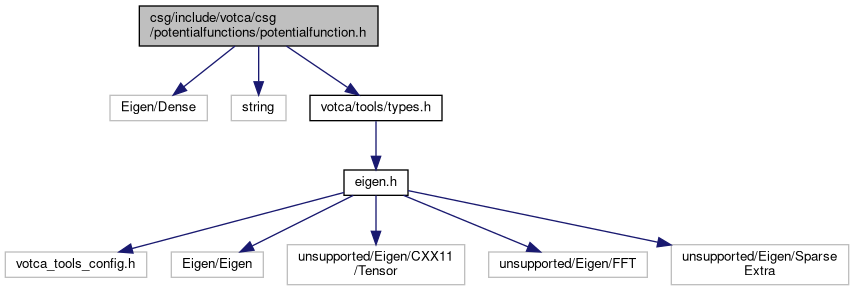 csg/include/votca/csg
/potentialfunctions/potentialfunction.h
Eigen/Dense
string
votca/tools/types.h
eigen.h
votca_tools_config.h
Eigen/Eigen
unsupported/Eigen/CXX11
/Tensor
unsupported/Eigen/FFT
unsupported/Eigen/Sparse
Extra